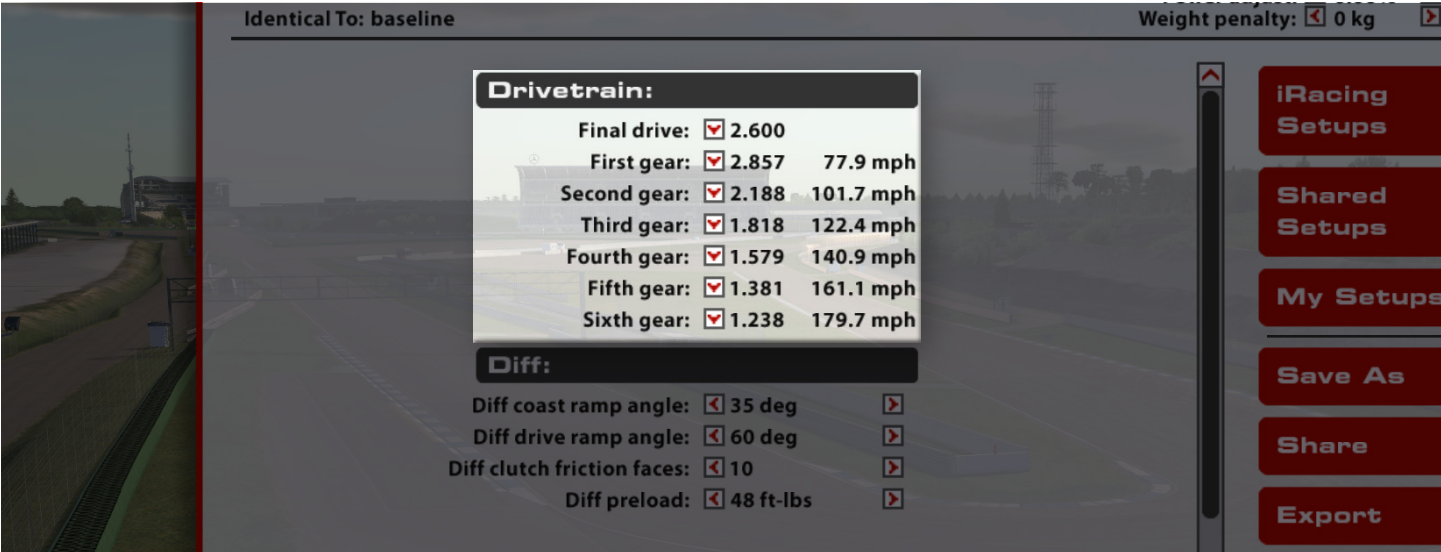 Identical To: baseline
Weight penalty: 0 kg
Drivetrain:
Final drive: 2.600
First gear: 2.857 77.9 mph
Second gear: 2.188 101.7 mph
Third gear: 1.818 122.4 mph
Fourth gear: 1.579 140.9 mph
Fifth gear: 1.381 161.1 mph
Sixth gear: 1.238 179.7 mph
Diff:
Diff coast ramp angle: 35 deg
Diff drive ramp angle: 60 deg
Diff clutch friction faces: 10
Diff preload: 48 ft-lbs
iRacing
Setups
Shared
Setups
My Setups
Save As
Share
Export